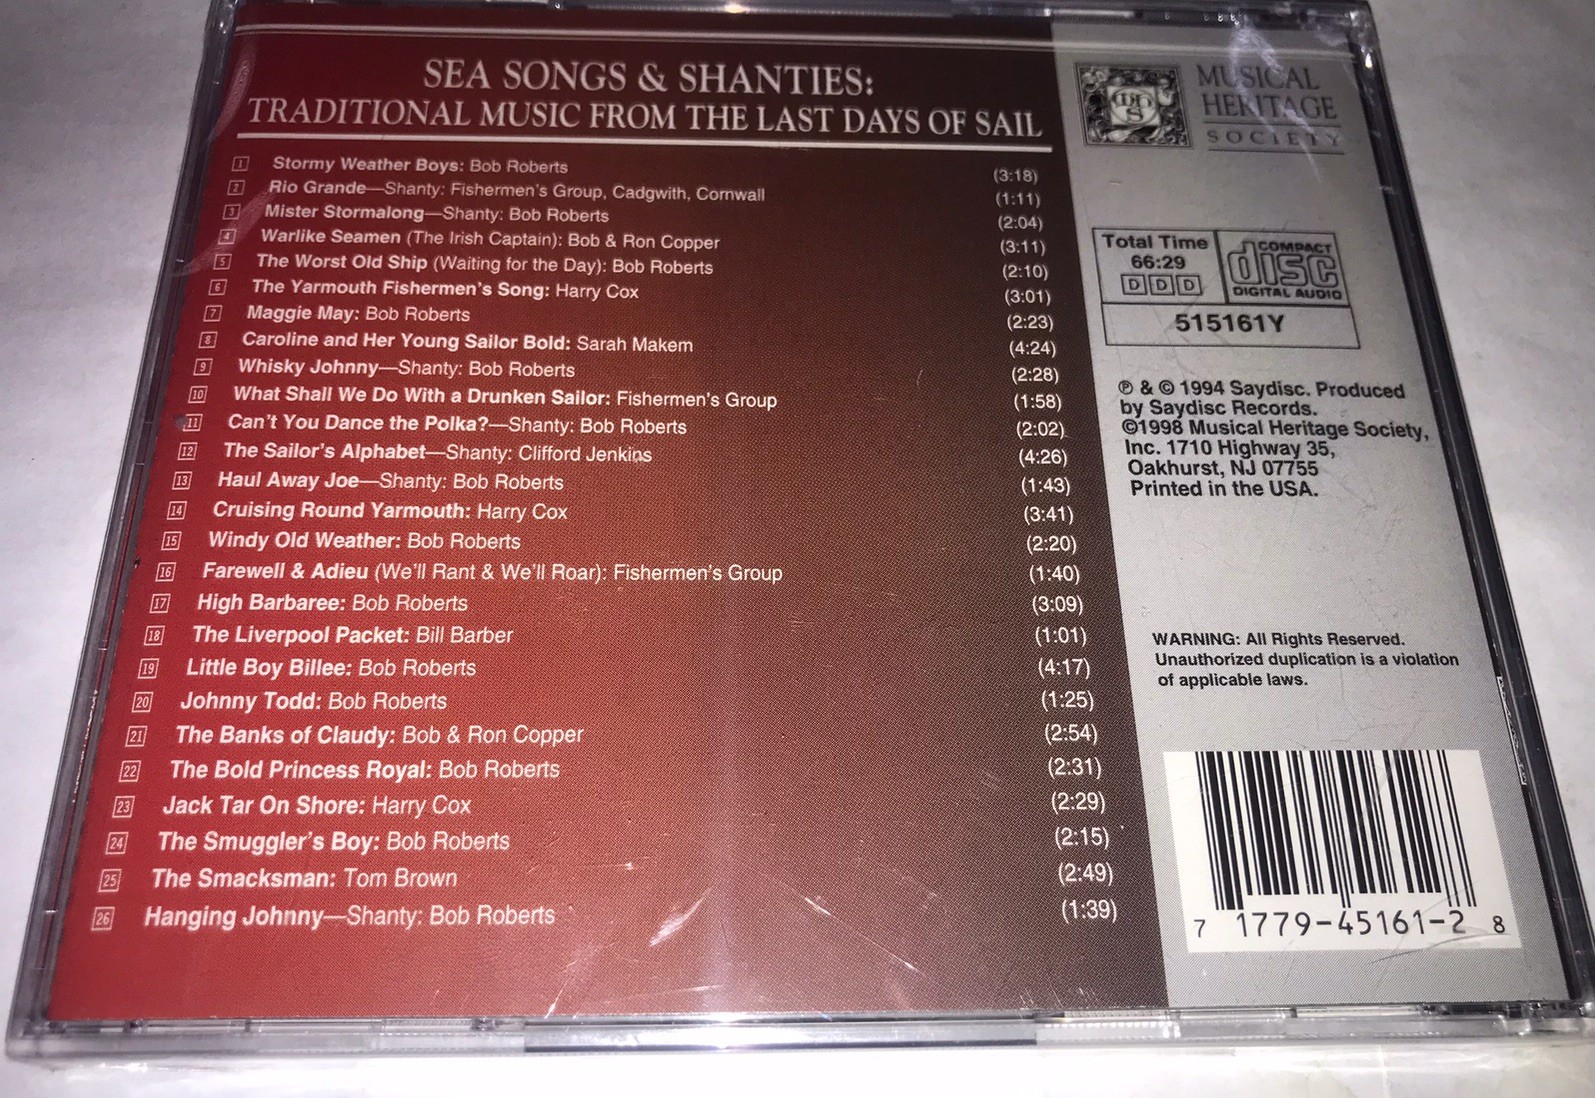 SEA SONGS & SHANTIES:
TRADITIONAL MUSIC FROM THE LAST DAYS OF SAIL
1 Stormy Weather Boys: Bob Roberts (3:18)
2 Rio Grande—Shanty: Fishermen's Group, Cadgwith, Cornwall (1:11)
3 Mister Stormalong—Shanty: Bob Roberts (2:04)
4 Warlike Seamen (The Irish Captain): Bob & Ron Copper (3:11)
5 The Worst Old Ship (Waiting for the Day): Bob Roberts (2:10)
6 The Yarmouth Fishermen's Song: Harry Cox (3:01)
7 Maggie May: Bob Roberts (2:23)
8 Caroline and Her Young Sailor Bold: Sarah Makem (4:24)
9 Whisky Johnny—Shanty: Bob Roberts (2:28)
10 What Shall We Do With a Drunken Sailor: Fishermen's Group (1:58)
11 Can't You Dance the Polka?—Shanty: Bob Roberts (2:02)
12 The Sailor's Alphabet—Shanty: Clifford Jenkins (4:26)
13 Haul Away Joe—Shanty: Bob Roberts (1:43)
14 Cruising Round Yarmouth: Harry Cox (3:41)
15 Windy Old Weather: Bob Roberts (2:20)
16 Farewell & Adieu (We'll Rant & We'll Roar): Fishermen's Group (1:40)
17 High Barbaree: Bob Roberts (3:09)
18 The Liverpool Packet: Bill Barber (1:01)
19 Little Boy Billee: Bob Roberts (4:17)
20 Johnny Todd: Bob Roberts (1:25)
21 The Banks of Claudy: Bob & Ron Copper (2:54)
22 The Bold Princess Royal: Bob Roberts (2:31)
23 Jack Tar On Shore: Harry Cox (2:29)
24 The Smuggler's Boy: Bob Roberts (2:15)
25 The Smacksman: Tom Brown (2:49)
26 Hanging Johnny—Shanty: Bob Roberts (1:39)
MUSICAL
HERITAGE
SOCIETY
Total Time
66:29
DDD
COMPACT
disc
DIGITAL AUDIO
515161Y
℗ & © 1994 Saydisc. Produced
by Saydisc Records.
©1998 Musical Heritage Society,
Inc. 1710 Highway 35,
Oakhurst, NJ 07755
Printed in the USA.
WARNING: All Rights Reserved.
Unauthorized duplication is a violation
of applicable laws.
7 1779-45161-2 8